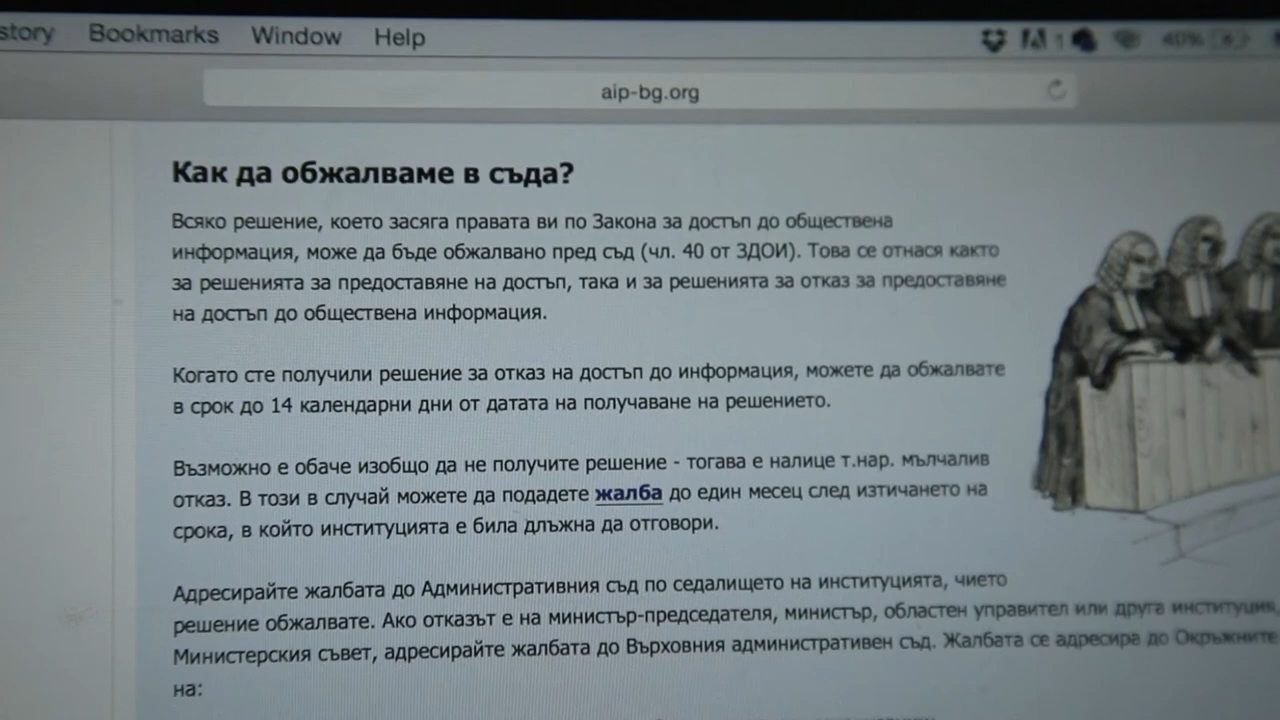 story Bookmarks Window Help 40%
aip-bg.org
Как да обжалваме в съда?
Всяко решение, което засяга правата ви по Закона за достъп до обществена
информация, може да бъде обжалвано пред съд (чл. 40 от ЗДОИ). Това се отнася както
за решенията за предоставяне на достъп, така и за решенията за отказ за предоставяне
на достъп до обществена информация.
Когато сте получили решение за отказ на достъп до информация, можете да обжалвате
в срок до 14 календарни дни от датата на получаване на решението.
Възможно е обаче изобщо да не получите решение - тогава е налице т.нар. мълчалив
отказ. В този в случай можете да подадете жалба до един месец след изтичането на
срока, в който институцията е била длъжна да отговори.
Адресирайте жалбата до Административния съд по седалището на институцията, чието
решение обжалвате. Ако отказът е на министър-председателя, министър, областен управител или друга институция,
Министерския съвет, адресирайте жалбата до Върховния административен съд. Жалбата се адресира до Окръжните
на: